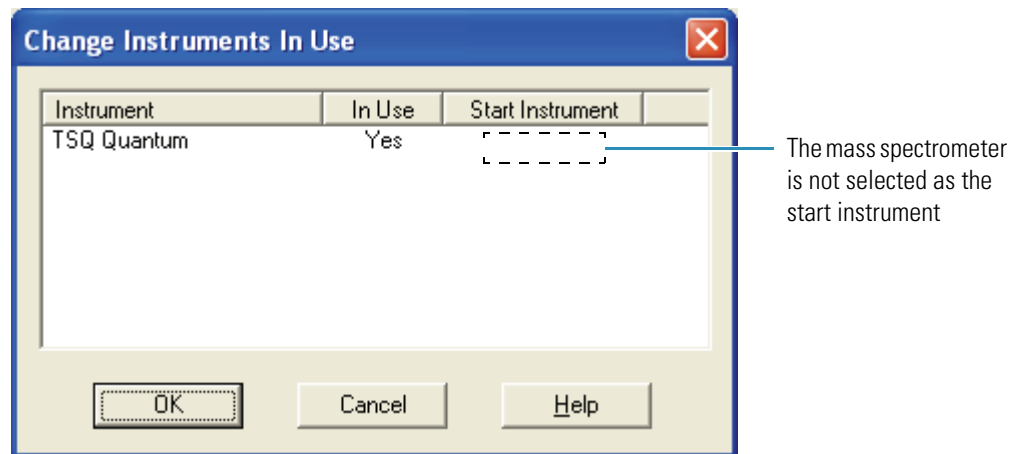 Change Instruments In Use
Instrument In Use Start Instrument
TSQ Quantum Yes
The mass spectrometer
is not selected as the
start instrument
OK Cancel Help